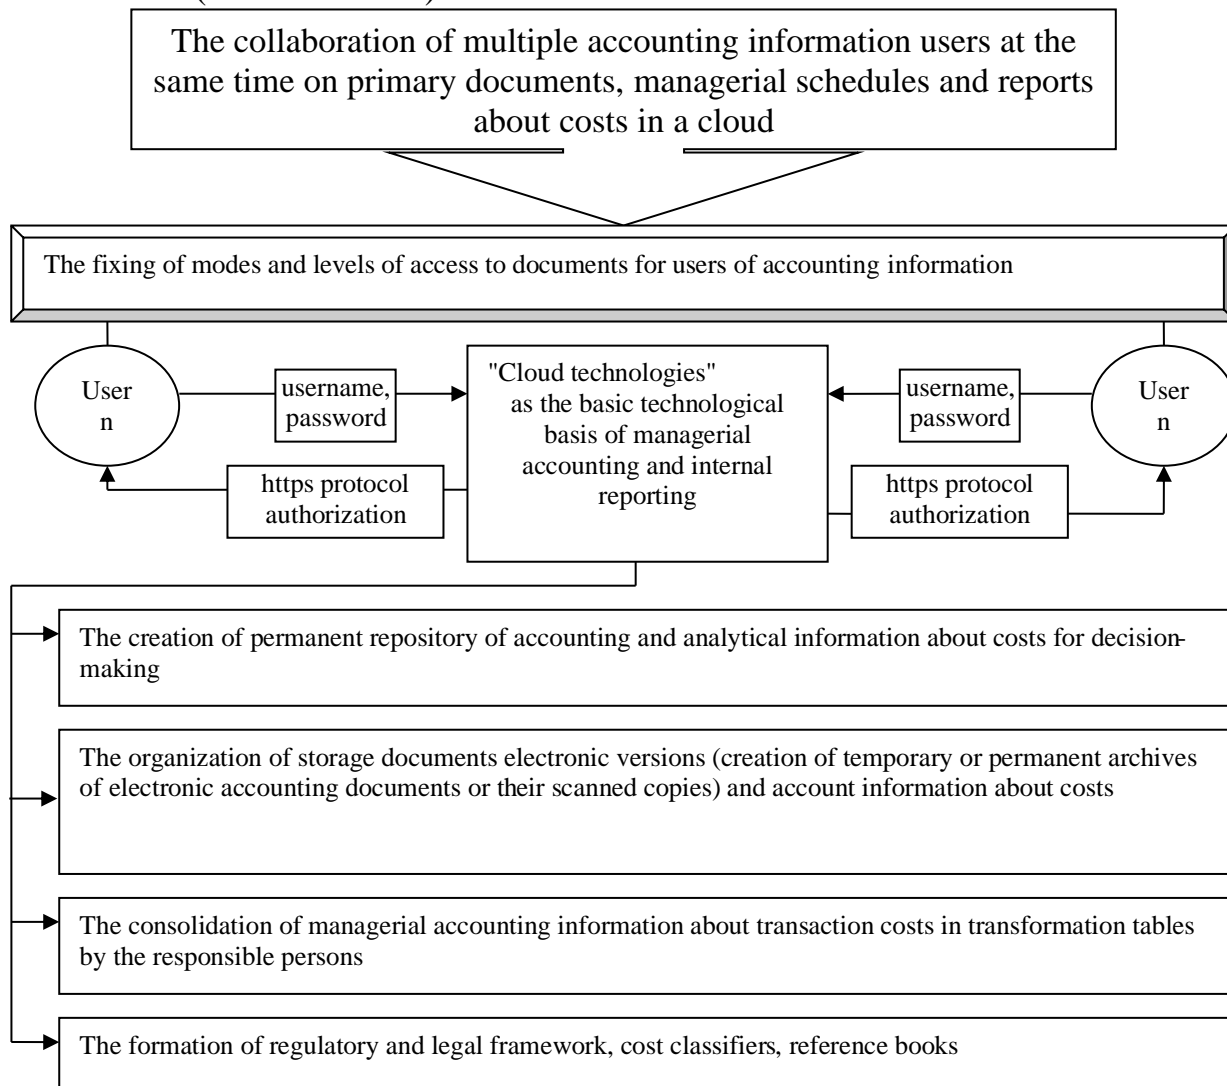 The collaboration of multiple accounting information users at the
same time on primary documents, managerial schedules and reports
about costs in a cloud
The fixing of modes and levels of access to documents for users of accounting information
User
n
username,
password
"Cloud technologies"
as the basic technological
basis of managerial
accounting and internal
reporting
username,
password
User
n
https protocol
authorization
https protocol
authorization
The creation of permanent repository of accounting and analytical information about costs for decision-
making
The organization of storage documents electronic versions (creation of temporary or permanent archives
of electronic accounting documents or their scanned copies) and account information about costs
The consolidation of managerial accounting information about transaction costs in transformation tables
by the responsible persons
The formation of regulatory and legal framework, cost classifiers, reference books